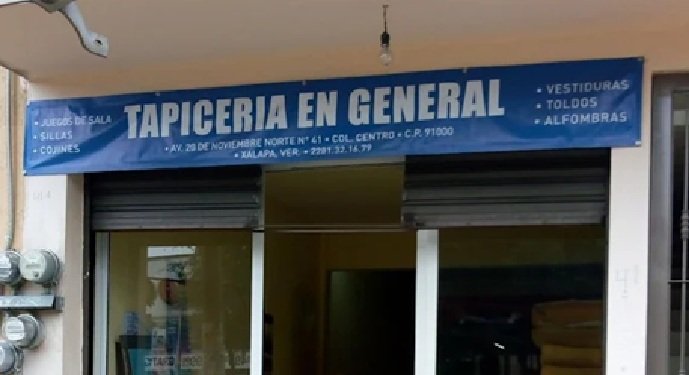 • JUEGOS DE SALA
• SILLAS
• COJINES
TAPICERIA EN GENERAL
• AV. 20 DE NOVIEMBRE NORTE Nº 41 • COL. CENTRO • C.P. 91000
• XALAPA, VER. • 2281.33.16.79
• VESTIDURAS
• TOLDOS
• ALFOMBRAS